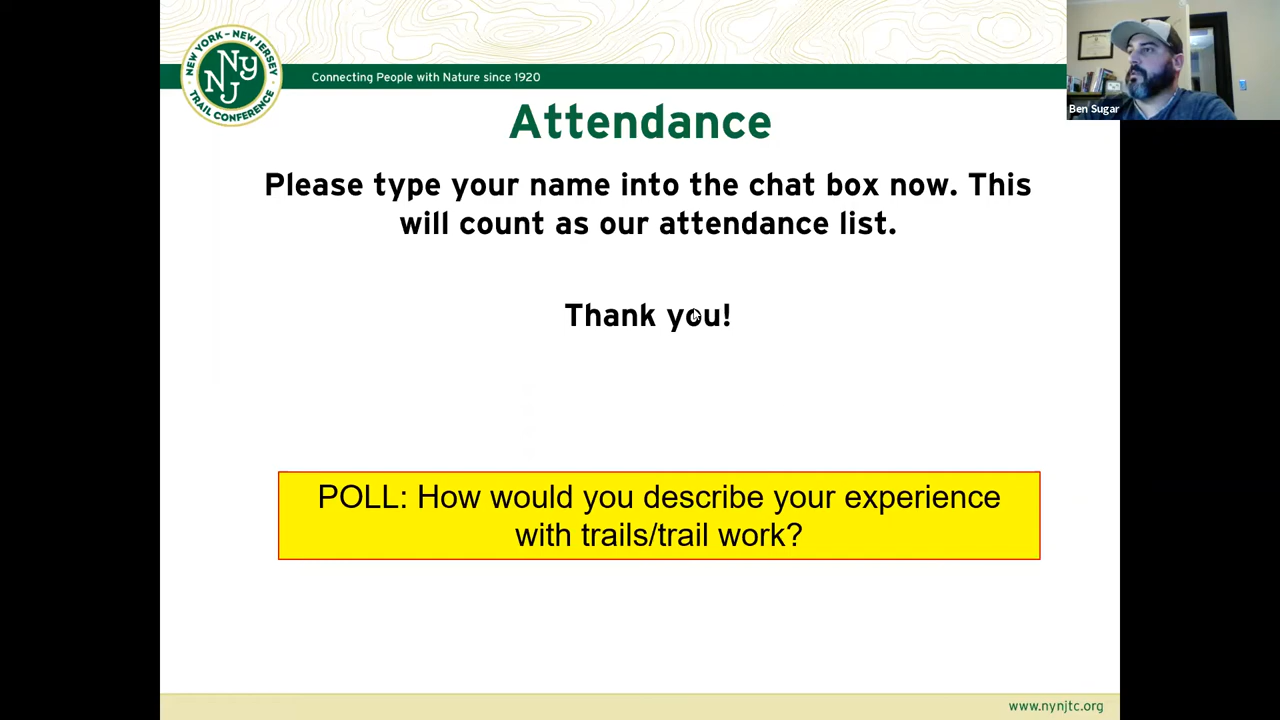 NEW YORK – NEW JERSEY
NY
NJ
TRAIL CONFERENCE
Connecting People with Nature since 1920
Ben Sugar
Attendance
Please type your name into the chat box now. This
will count as our attendance list.
Thank you!
POLL: How would you describe your experience
with trails/trail work?
www.nynjtc.org